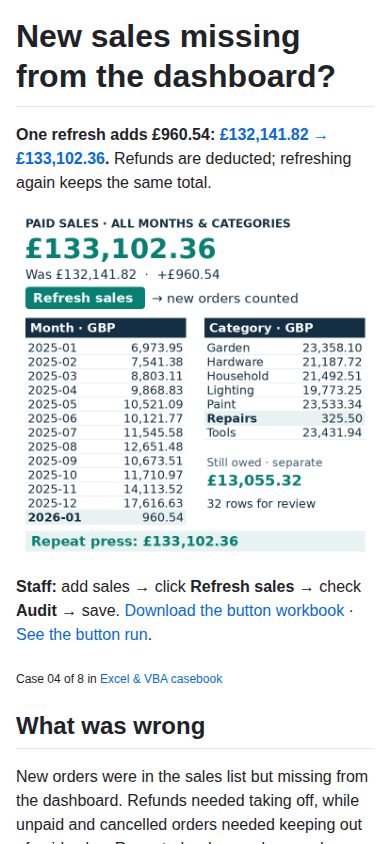 New sales missing
from the dashboard?
One refresh adds £960.54: £132,141.82 →
£133,102.36. Refunds are deducted; refreshing
again keeps the same total.
PAID SALES · ALL MONTHS & CATEGORIES
£133,102.36
Was £132,141.82 · +£960.54
Refresh sales → new orders counted
Month · GBP
2025-01 6,973.95
2025-02 7,541.38
2025-03 8,803.11
2025-04 9,868.83
2025-05 10,521.09
2025-06 10,121.77
2025-07 11,545.58
2025-08 12,651.48
2025-09 10,673.51
2025-10 11,710.97
2025-11 14,113.52
2025-12 17,616.63
2026-01 960.54
Category · GBP
Garden 23,358.10
Hardware 21,187.72
Household 21,492.51
Lighting 19,773.25
Paint 23,533.34
Repairs 325.50
Tools 23,431.94
Still owed · separate
£13,055.32
32 rows for review
Repeat press: £133,102.36
Staff: add sales → click Refresh sales → check
Audit → save. Download the button workbook ·
See the button run.
Case 04 of 8 in Excel & VBA casebook
What was wrong
New orders were in the sales list but missing from
the dashboard. Refunds needed taking off, while
unpaid and cancelled orders needed keeping out